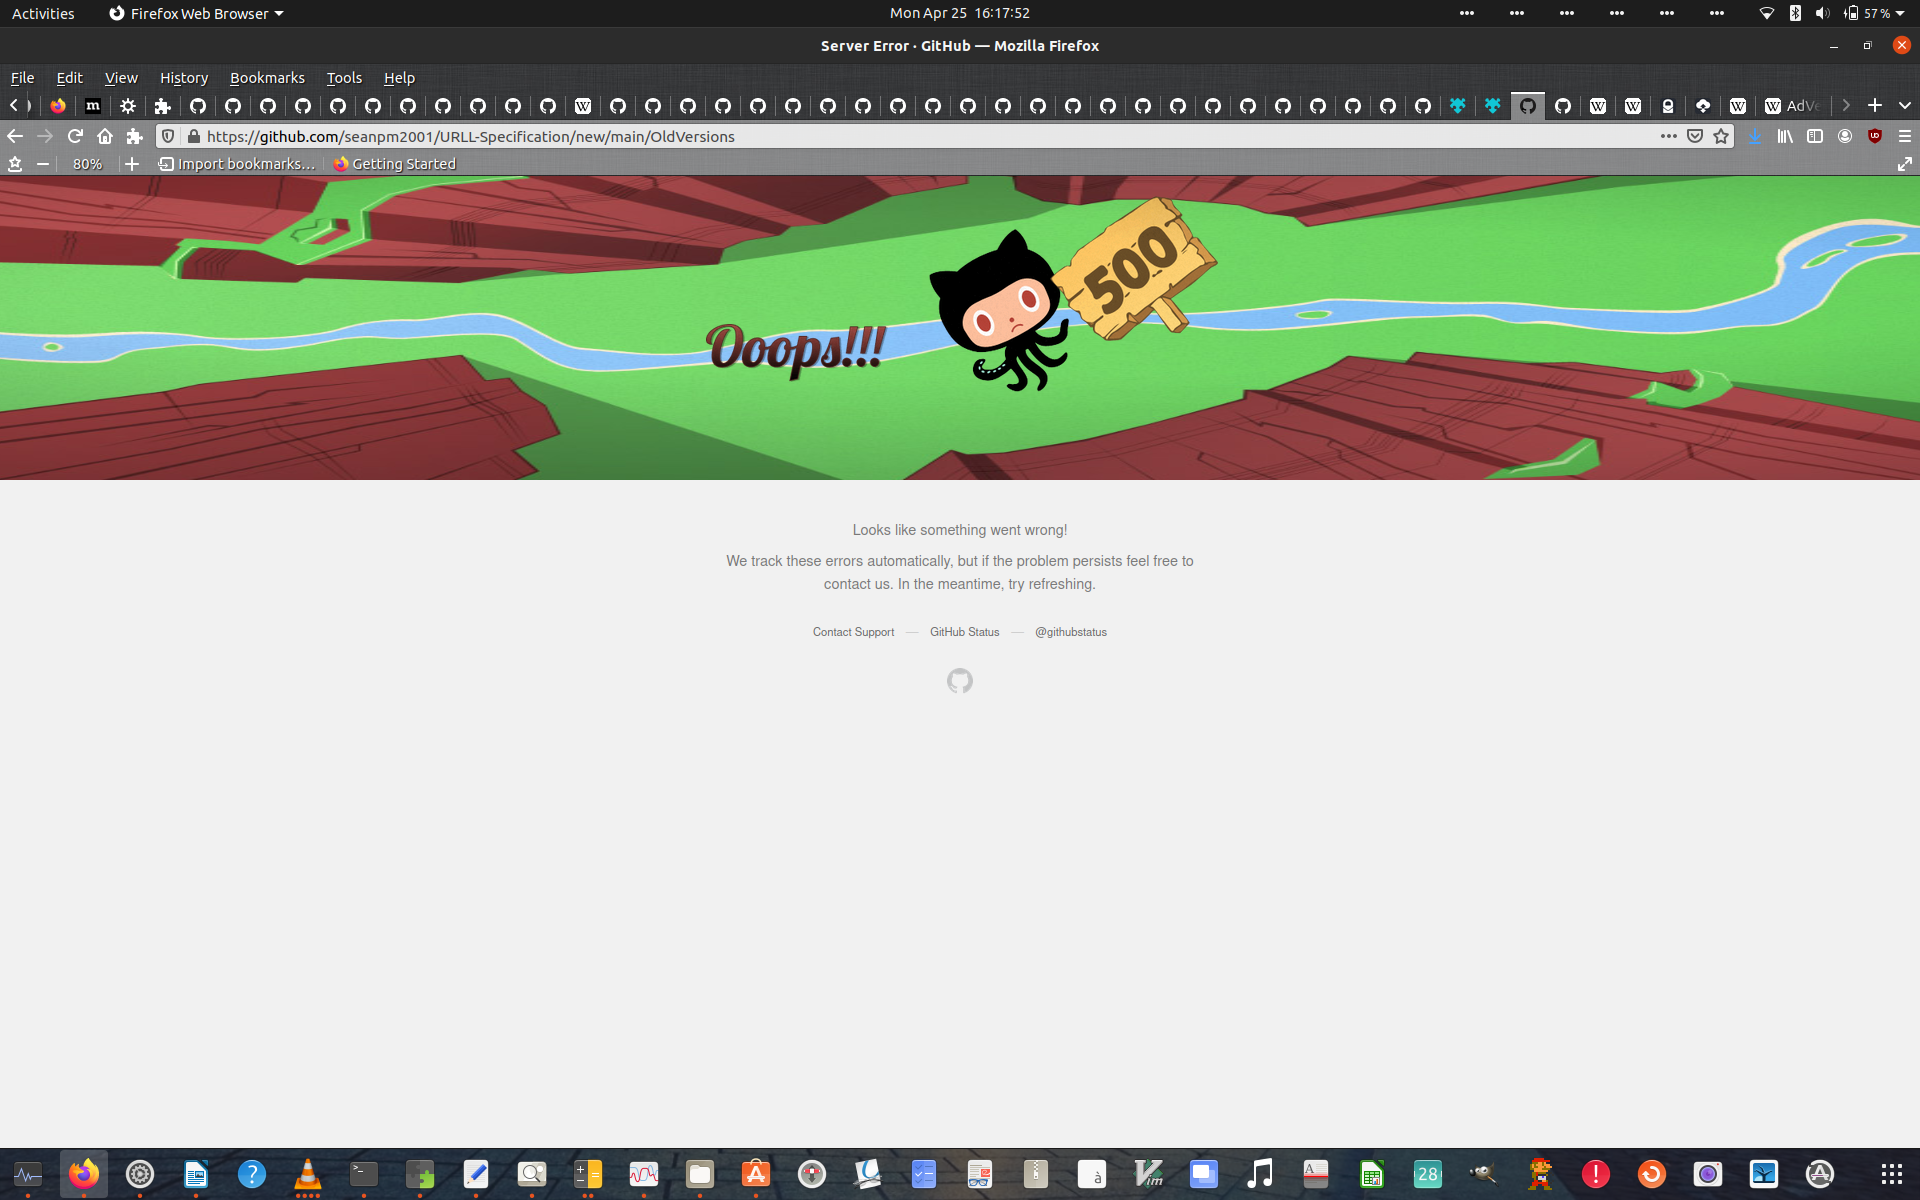 Activities
Firefox Web Browser
Mon Apr 25 16:17:52
57 %
Server Error · GitHub — Mozilla Firefox
File Edit View History Bookmarks Tools Help
m
W
W
W
W
W AdVe
https://github.com/seanpm2001/URLL-Specification/new/main/OldVersions
80%
Import bookmarks...
Getting Started
500
Ooops!!!
Looks like something went wrong!
We track these errors automatically, but if the problem persists feel free to
contact us. In the meantime, try refreshing.
Contact Support — GitHub Status — @githubstatus
? >_ à Vim A 28 !